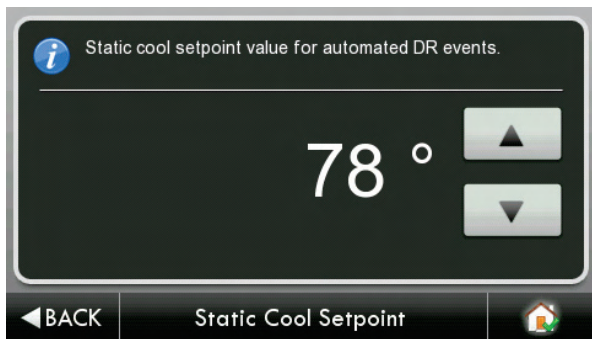 Static cool setpoint value for automated DR events.
78 °
BACK
Static Cool Setpoint